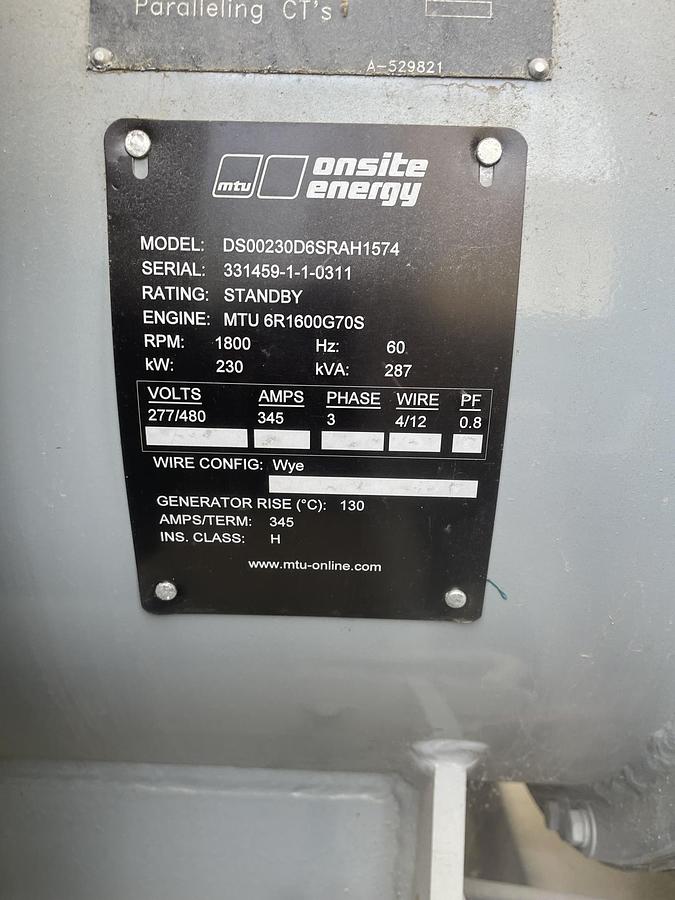 Paralleling CT's
A-529821
mtu onsite energy
MODEL: DS00230D6SRAH1574
SERIAL: 331459-1-1-0311
RATING: STANDBY
ENGINE: MTU 6R1600G70S
RPM: 1800 Hz: 60
kW: 230 kVA: 287
VOLTS AMPS PHASE WIRE PF
277/480 345 3 4/12 0.8
WIRE CONFIG: Wye
GENERATOR RISE (°C): 130
AMPS/TERM: 345
INS. CLASS: H
www.mtu-online.com